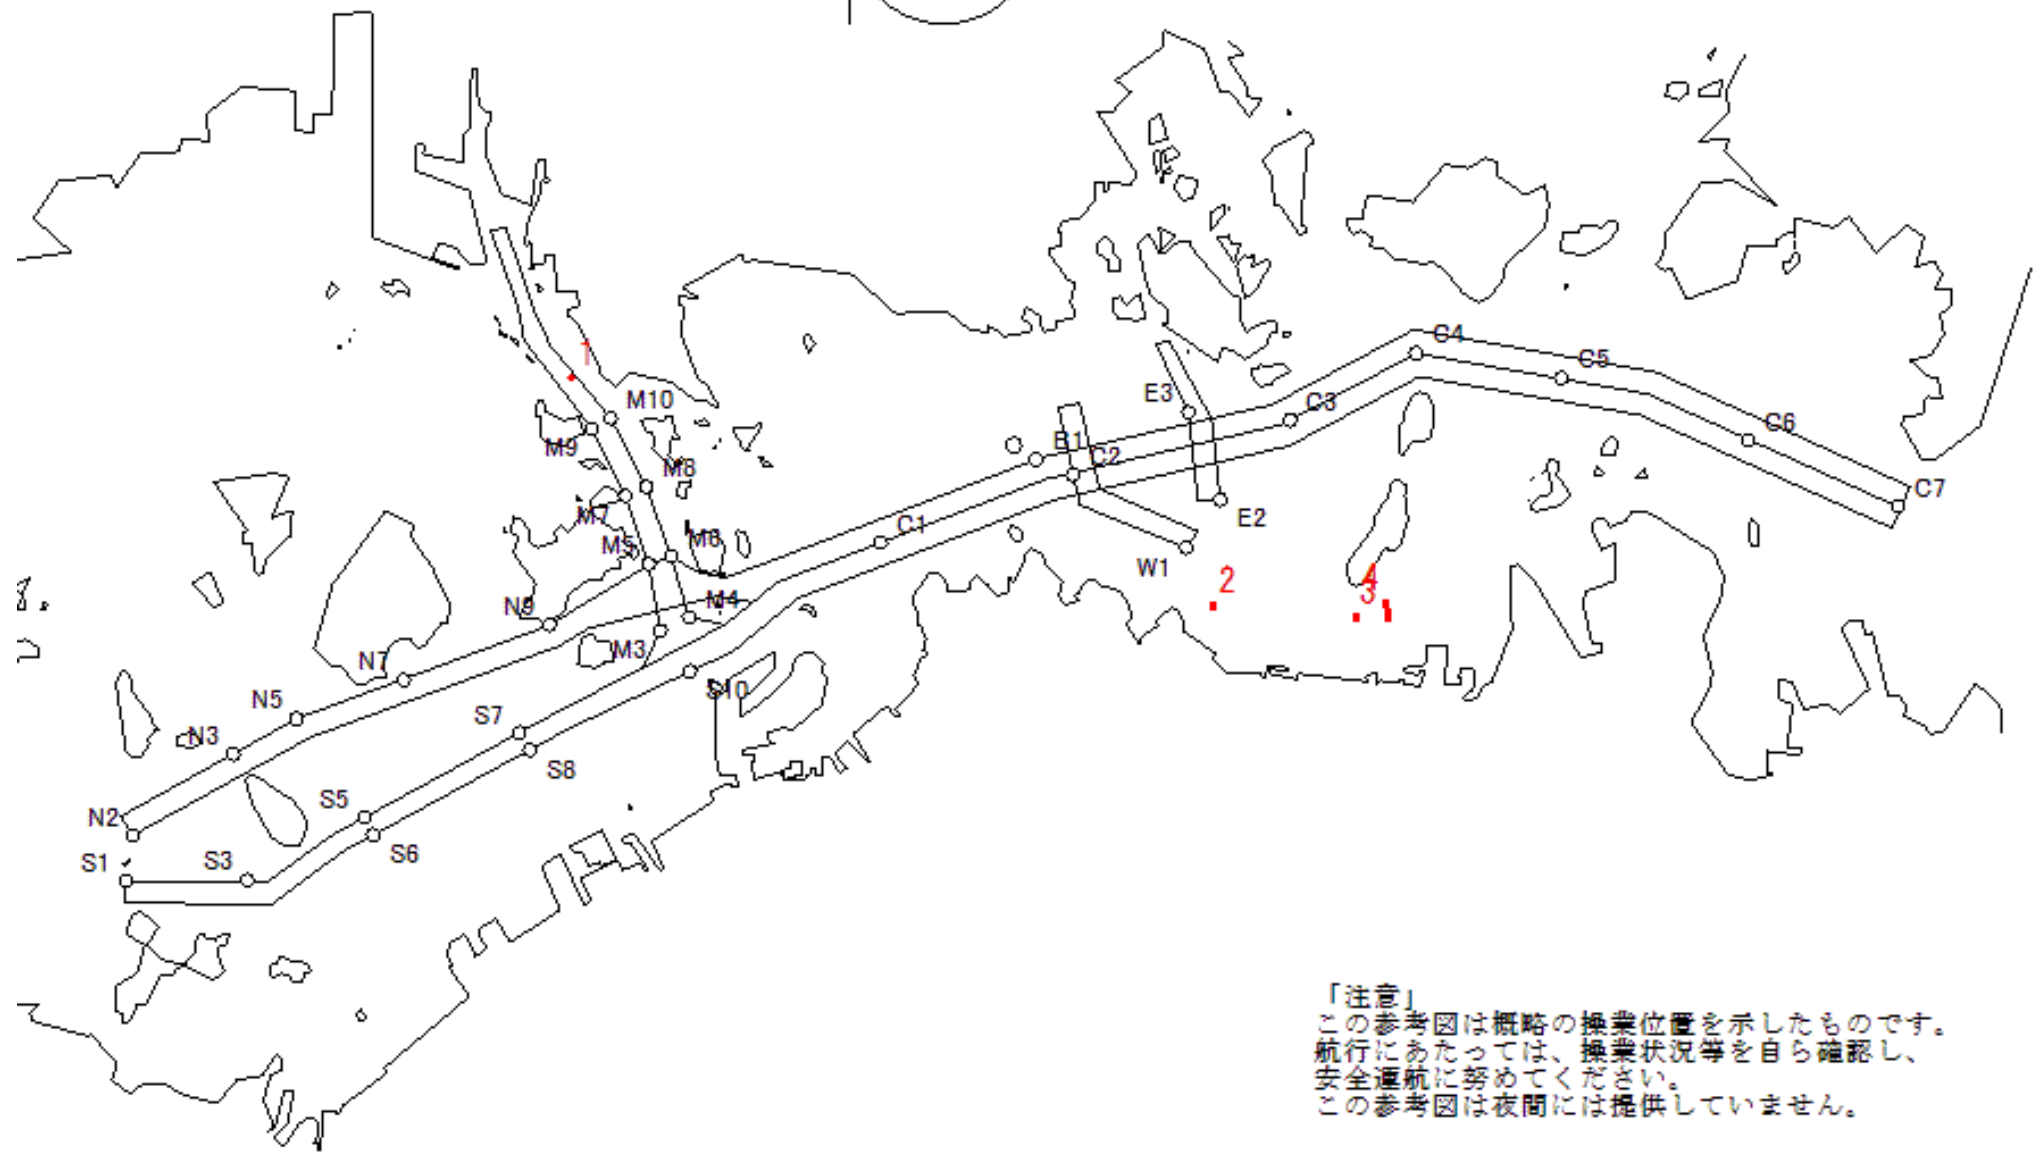 1
C4
C5
M10
E3
C3
M9
B1
C6
M8
C2
C7
M7
E2
C1
M5
M6
W1
4
2
3
N9
M4
M3
N7
S10
N5
S7
N3
S8
S5
N2
S6
S1
S3
「注意」
この参考図は概略の操業位置を示したものです。
航行にあたっては、操業状況等を自ら確認し、
安全運航に努めてください。
この参考図は夜間には提供していません。